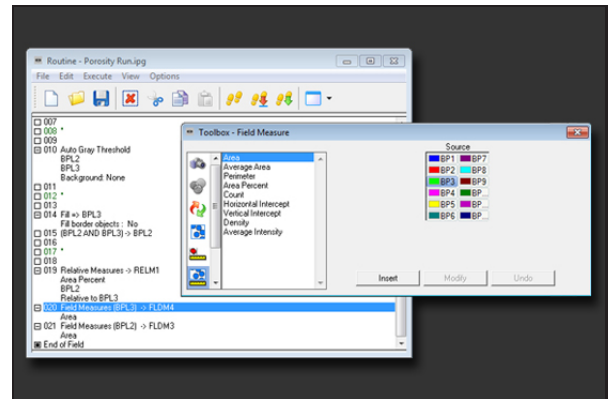 Routine - Porosity Run.ipg
File Edit Execute View Options
007
008 *
009
010 Auto Gray Threshold
BPL2
BPL3
Background: None
011
012 *
013
014 Fill => BPL3
Fill border objects : No
015 (BPL2 AND BPL3) -> BPL2
016
017 *
018
019 Relative Measures -> RELM1
Area Percent
BPL2
Relative to BPL3
020 Field Measures (BPL3) -> FLDM4
Area
021 Field Measures (BPL2) -> FLDM3
Area
End of Field
Toolbox - Field Measure
Area
Average Area
Perimeter
Area Percent
Count
Horizontal Intercept
Vertical Intercept
Density
Average Intensity
Source
BP1 BP7
BP2 BP8
BP3 BP9
BP4 BP...
BP5 BP...
BP6 BP...
Insert Modify Undo